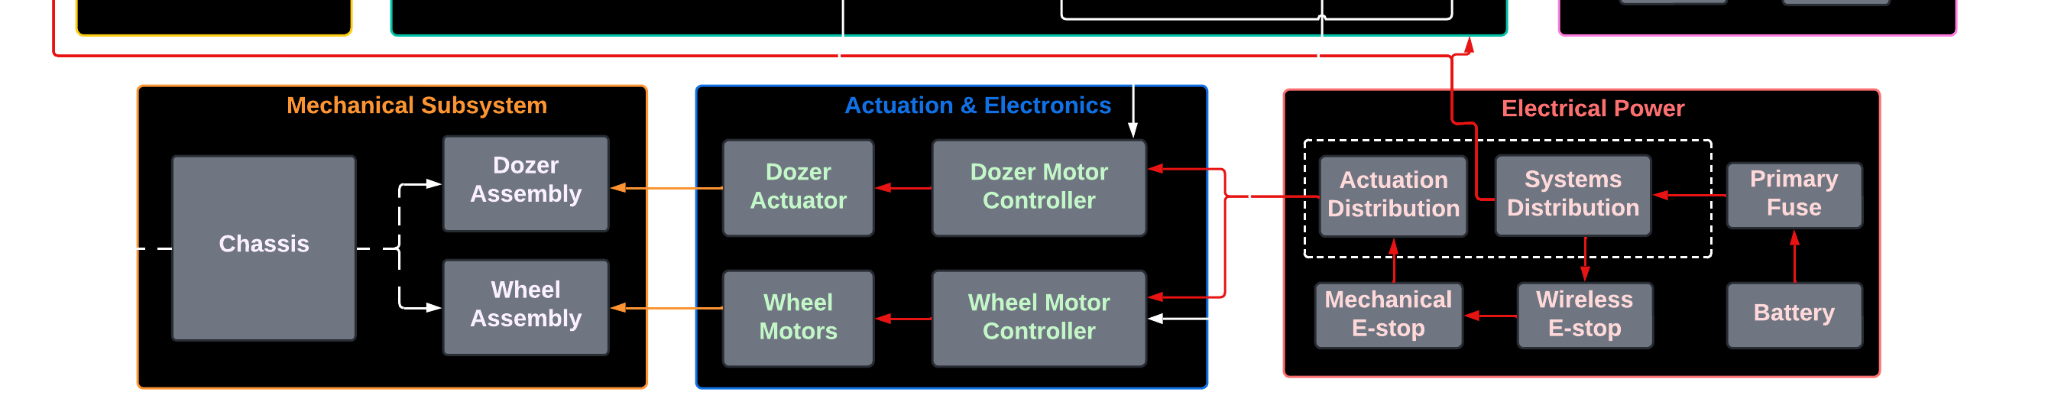 Mechanical Subsystem
Chassis
Dozer
Assembly
Wheel
Assembly
Actuation & Electronics
Dozer
Actuator
Dozer Motor
Controller
Wheel
Motors
Wheel Motor
Controller
Electrical Power
Actuation
Distribution
Systems
Distribution
Primary
Fuse
Mechanical
E-stop
Wireless
E-stop
Battery